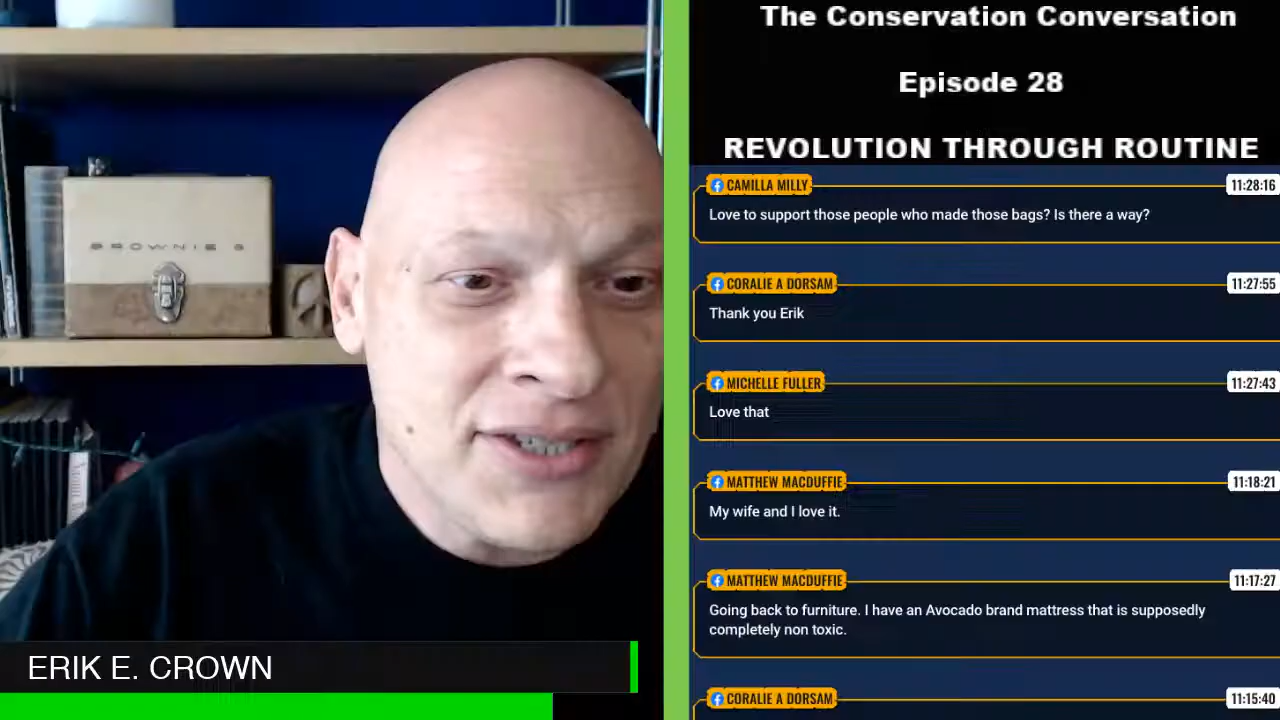 The Conservation Conversation
Episode 28
REVOLUTION THROUGH ROUTINE
BROWNIE 8
CAMILLA MILLY 11:28:16
Love to support those people who made those bags? Is there a way?
CORALIE A DORSAM 11:27:55
Thank you Erik
MICHELLE FULLER 11:27:43
Love that
MATTHEW MACDUFFIE 11:18:21
My wife and I love it.
MATTHEW MACDUFFIE 11:17:27
Going back to furniture. I have an Avocado brand mattress that is supposedly
completely non toxic.
CORALIE A DORSAM 11:15:40
ERIK E. CROWN